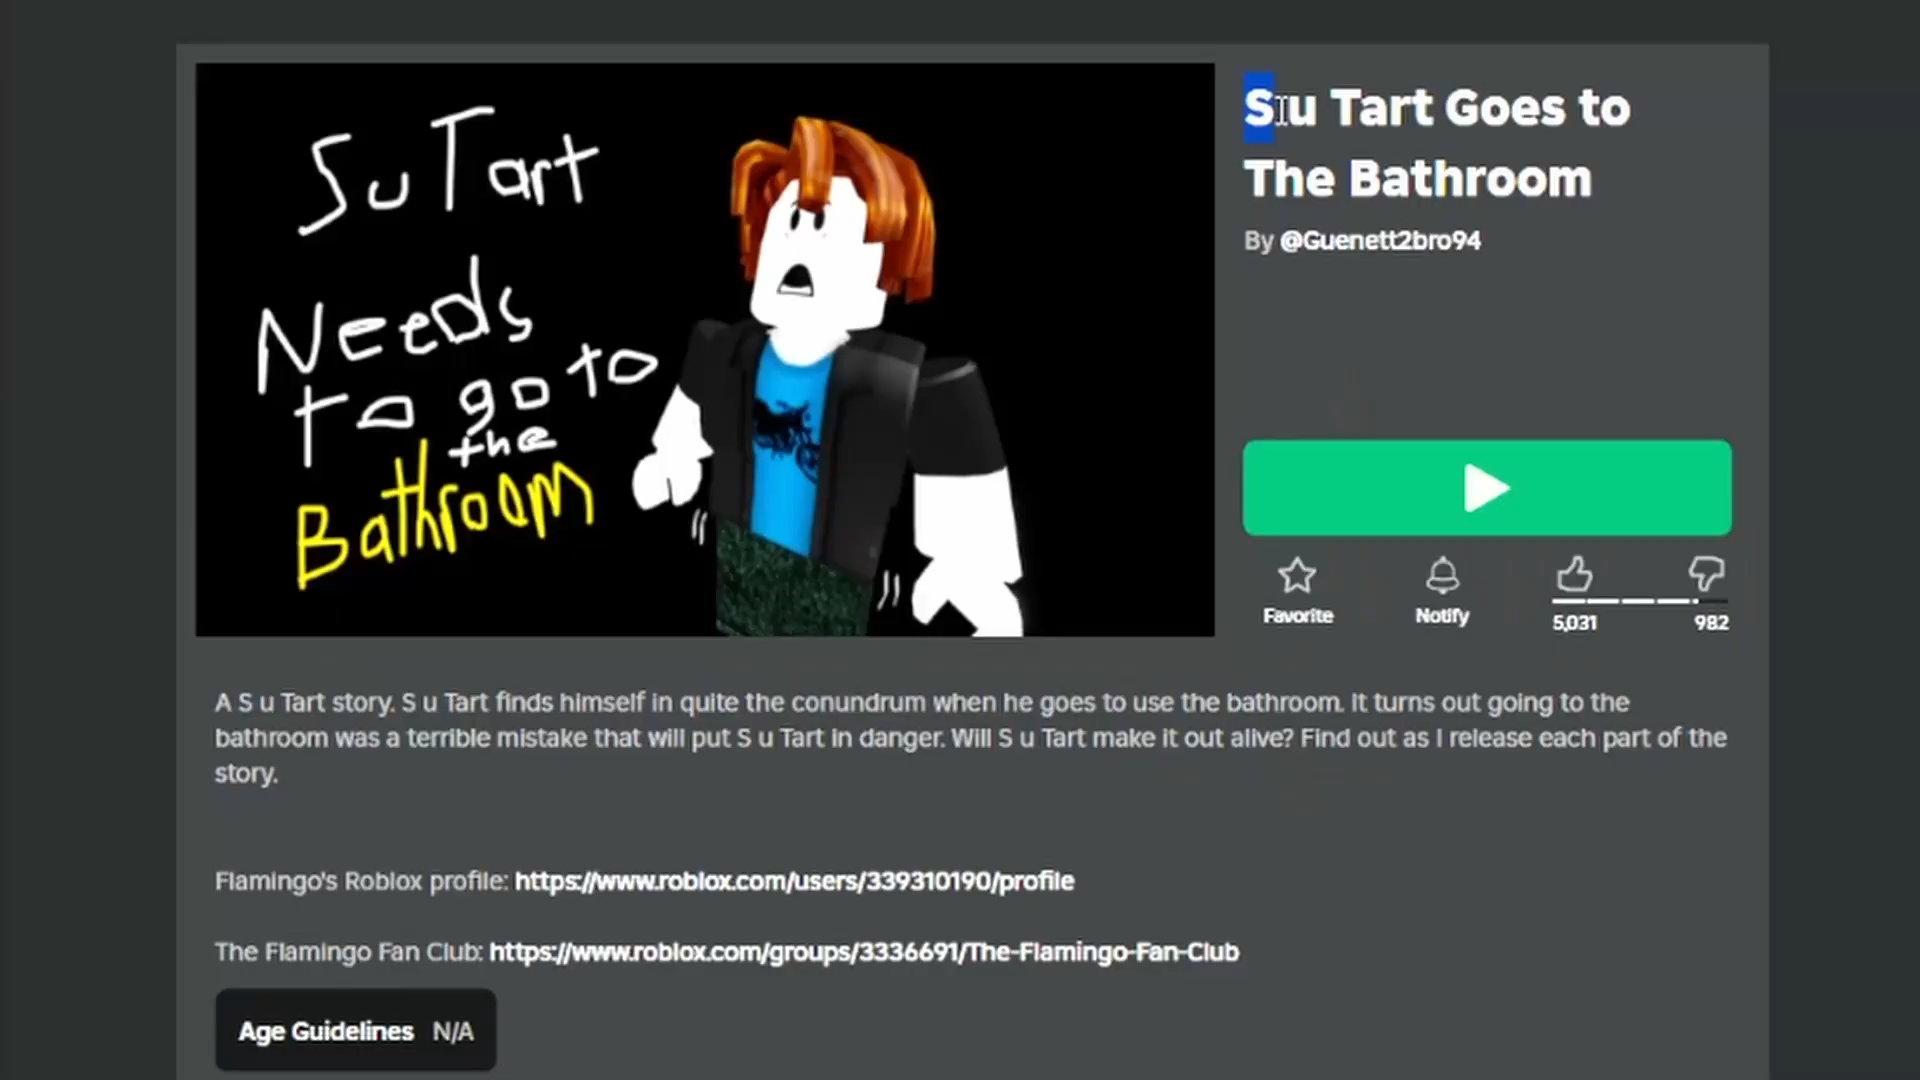 Su Tart
Needs
to go to
the
Bathroom
S u Tart Goes to
The Bathroom
By @Guenett2bro94
Favorite
Notify
5,031
982
A S u Tart story. S u Tart finds himself in quite the conundrum when he goes to use the bathroom. It turns out going to the
bathroom was a terrible mistake that will put S u Tart in danger. Will S u Tart make it out alive? Find out as I release each part of the
story.
Flamingo's Roblox profile: https://www.roblox.com/users/339310190/profile
The Flamingo Fan Club: https://www.roblox.com/groups/3336691/The-Flamingo-Fan-Club
Age Guidelines N/A